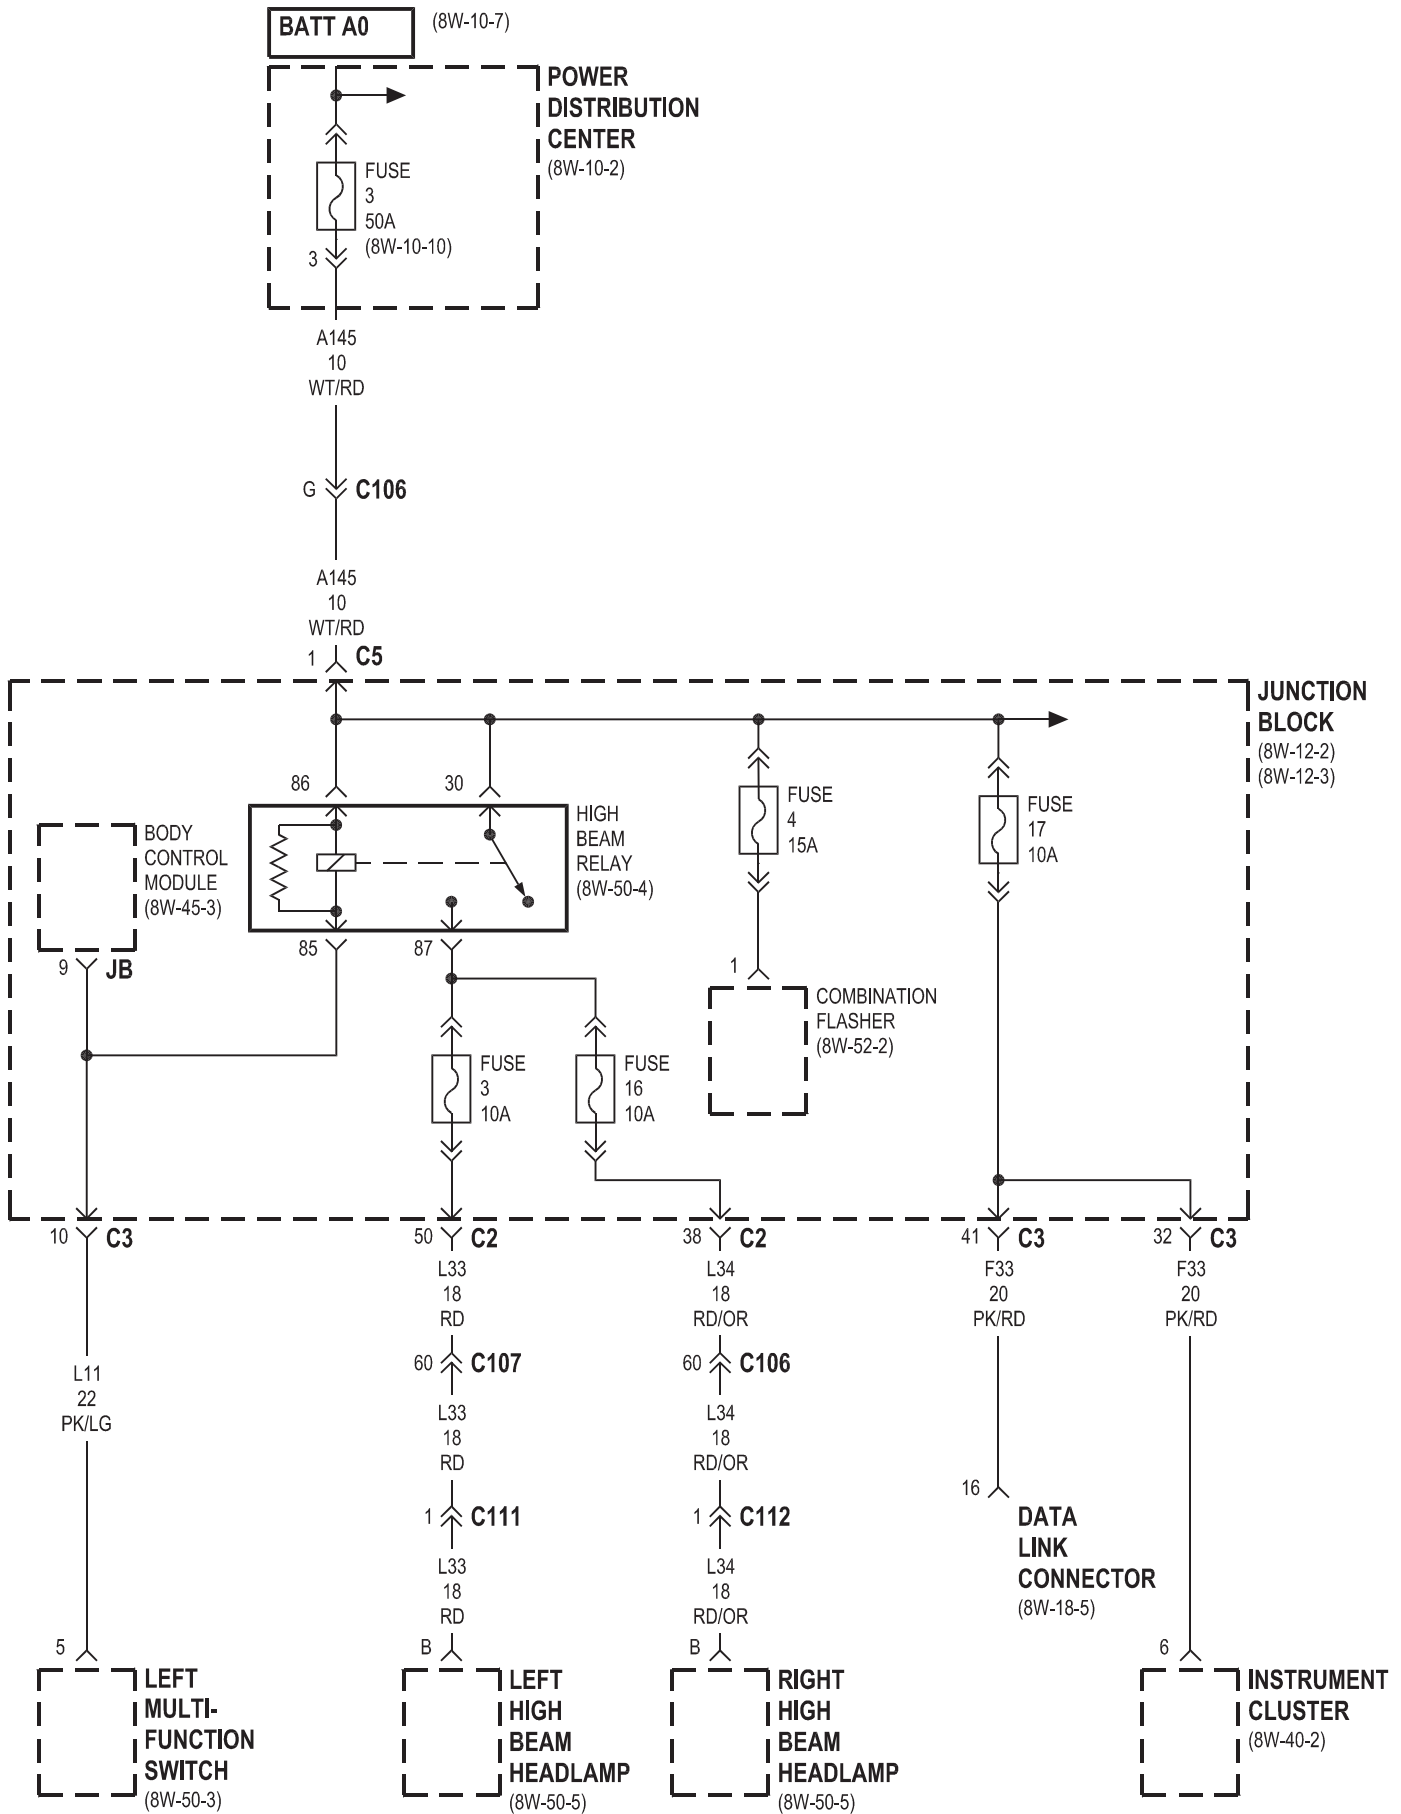 BATT A0
(8W-10-7)
POWER
DISTRIBUTION
CENTER
(8W-10-2)
FUSE
3
50A
(8W-10-10)
3
A145
10
WT/RD
G
C106
A145
10
WT/RD
1
C5
JUNCTION
BLOCK
(8W-12-2)
(8W-12-3)
86
30
HIGH
BEAM
RELAY
(8W-50-4)
FUSE
4
15A
FUSE
17
10A
BODY
CONTROL
MODULE
(8W-45-3)
85
87
9
JB
1
COMBINATION
FLASHER
(8W-52-2)
FUSE
3
10A
FUSE
16
10A
10
C3
50
C2
38
C2
41
C3
32
C3
L33
18
RD
L34
18
RD/OR
F33
20
PK/RD
F33
20
PK/RD
60
C107
60
C106
L11
22
PK/LG
L33
18
RD
L34
18
RD/OR
16
DATA
LINK
CONNECTOR
(8W-18-5)
1
C111
1
C112
L33
18
RD
L34
18
RD/OR
5
LEFT
MULTI-
FUNCTION
SWITCH
(8W-50-3)
B
LEFT
HIGH
BEAM
HEADLAMP
(8W-50-5)
B
RIGHT
HIGH
BEAM
HEADLAMP
(8W-50-5)
6
INSTRUMENT
CLUSTER
(8W-40-2)